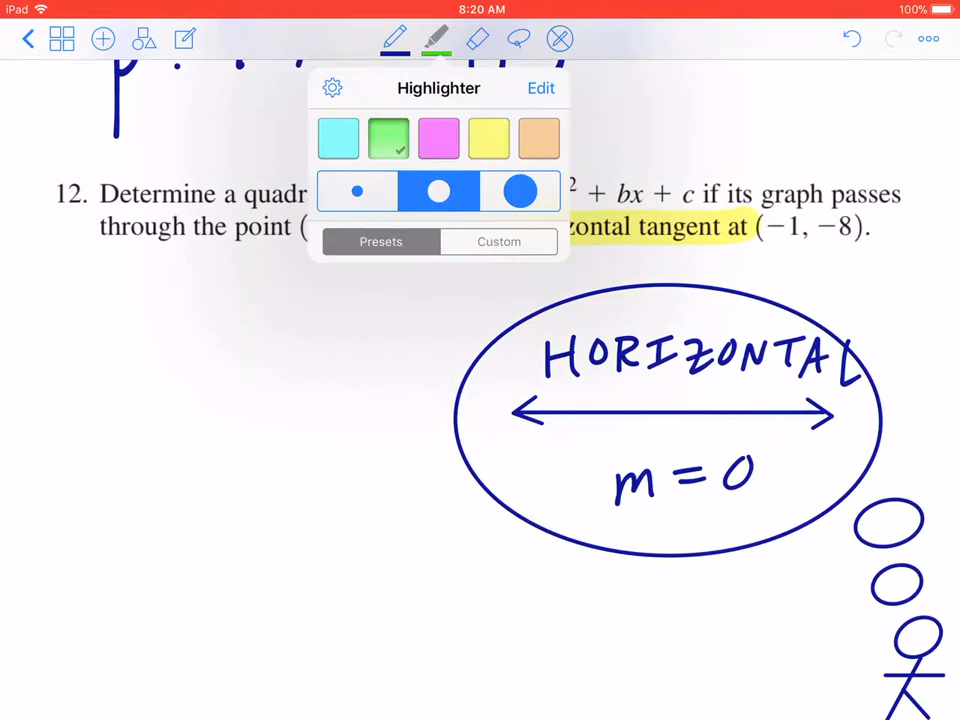 iPad 8:20 AM 100%
Highlighter Edit
12. Determine a quadr 2 + bx + c if its graph passes
through the point ( zontal tangent at (−1, −8).
Presets Custom
HORIZONTAL
m = 0